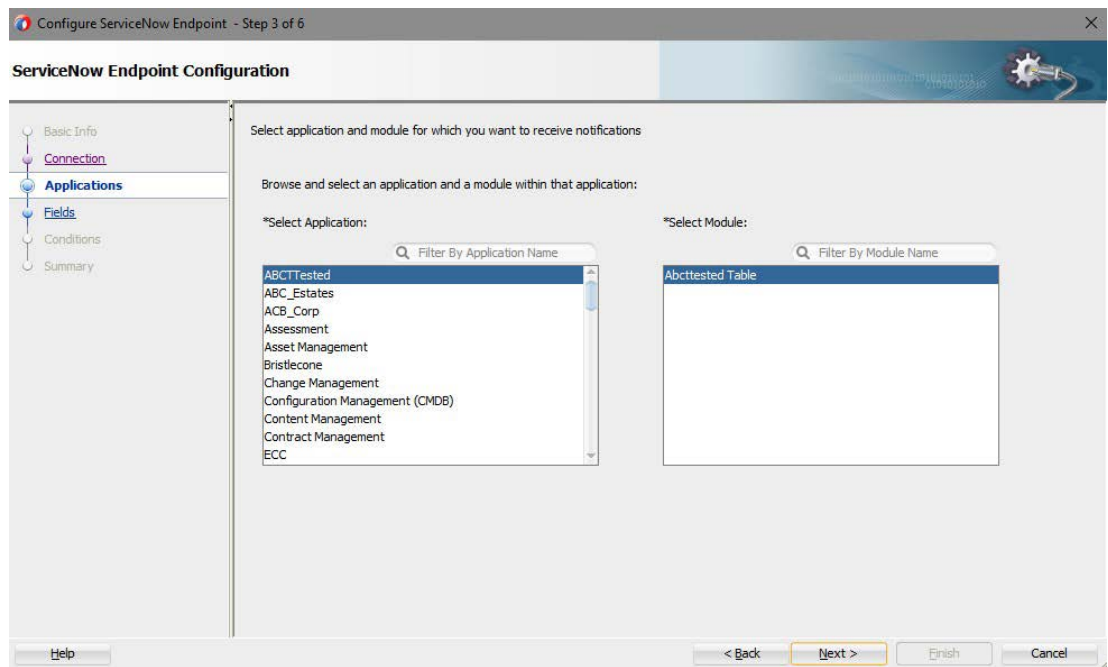 Configure ServiceNow Endpoint - Step 3 of 6
ServiceNow Endpoint Configuration
Basic Info
Connection
Applications
Fields
Conditions
Summary
Select application and module for which you want to receive notifications
Browse and select an application and a module within that application:
*Select Application:
Filter By Application Name
ABCTTested
ABC_Estates
ACB_Corp
Assessment
Asset Management
Bristlecone
Change Management
Configuration Management (CMDB)
Content Management
Contract Management
ECC
*Select Module:
Filter By Module Name
Abcttested Table
Help
< Back
Next >
Finish
Cancel